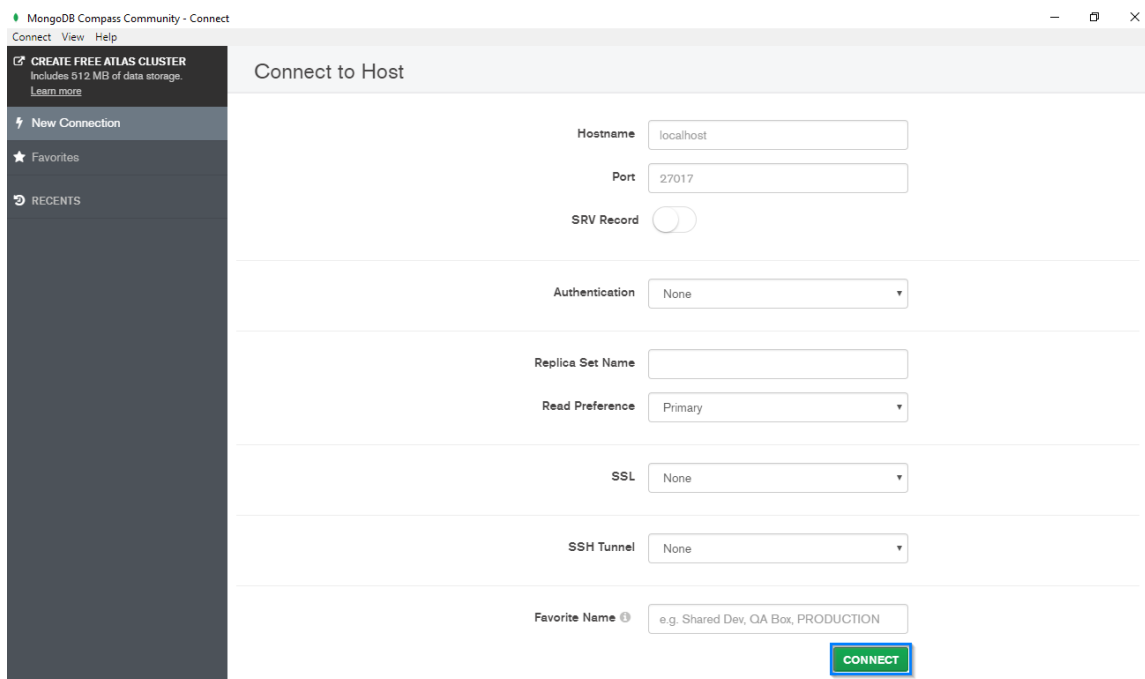 MongoDB Compass Community - Connect
Connect View Help
CREATE FREE ATLAS CLUSTER
Includes 512 MB of data storage.
Learn more
New Connection
Favorites
RECENTS
Connect to Host
Hostname localhost
Port 27017
SRV Record
Authentication None
Replica Set Name
Read Preference Primary
SSL None
SSH Tunnel None
Favorite Name e.g. Shared Dev, QA Box, PRODUCTION
CONNECT